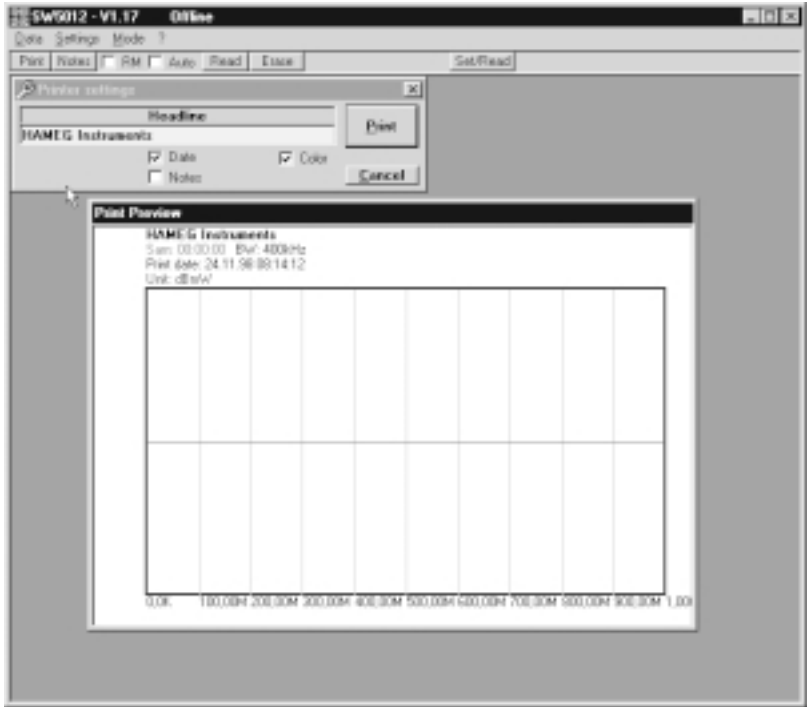 SW5012 - V1.17 Offline
Data Settings Mode ?
Print Notes RM Auto Read Erase Set/Read
Printer settings
Headline
HAMEG Instruments
Print
Date Color
Notes
Cancel
Print Preview
HAMEG Instruments
Sum: 00:00:00 BW: 400kHz
Print date: 24.11.98 08:14:12
Unit: dBmW
0,0K 100,00M 200,00M 300,00M 400,00M 500,00M 600,00M 700,00M 800,00M 900,00M 1,00